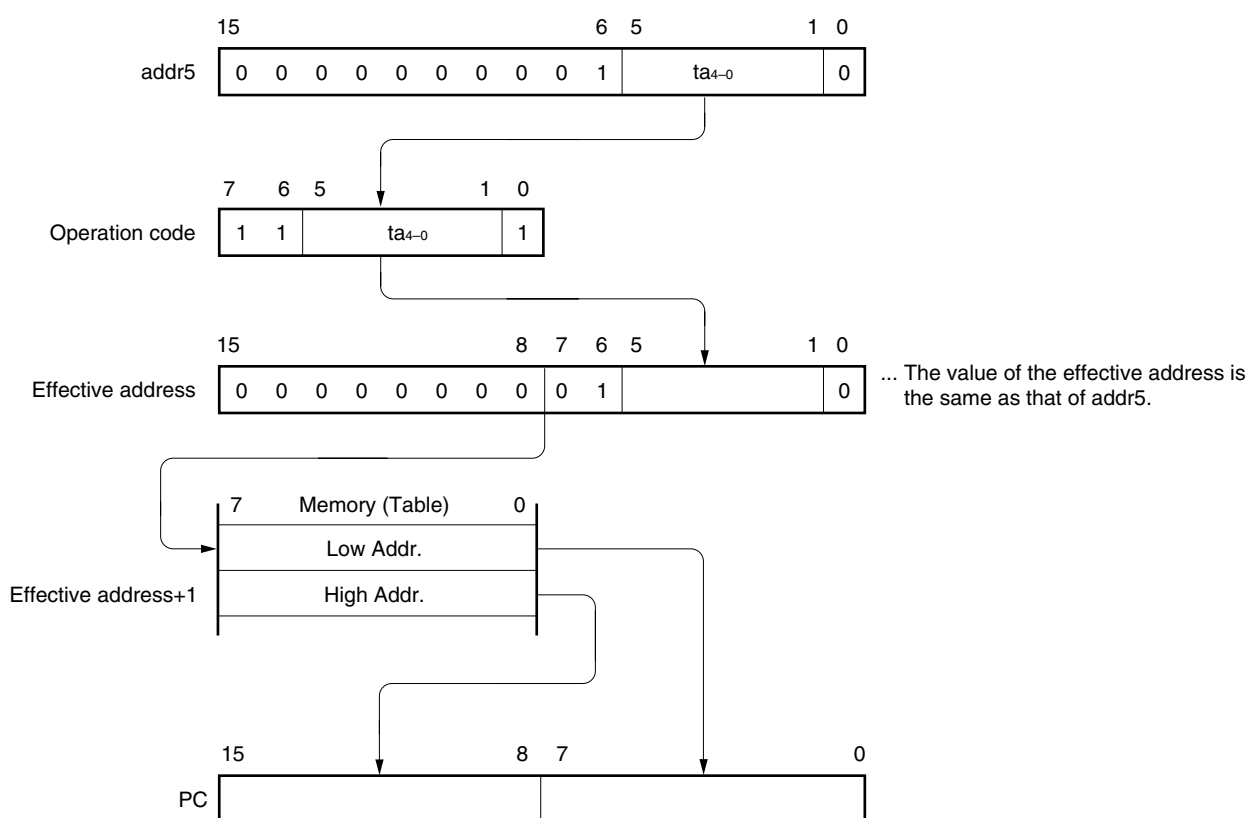 15 6 5 1 0
addr5 0 0 0 0 0 0 0 0 0 1 ta4–0 0
7 6 5 1 0
Operation code 1 1 ta4–0 1
15 8 7 6 5 1 0
Effective address 0 0 0 0 0 0 0 0 0 1 0
... The value of the effective address is
the same as that of addr5.
7 Memory (Table) 0
Low Addr.
Effective address+1 High Addr.
15 8 7 0
PC